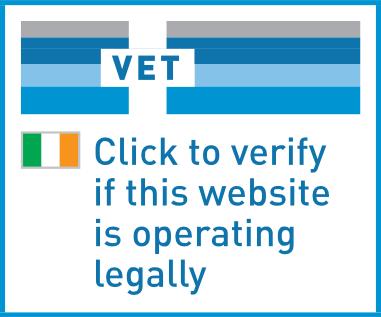 VET
Click to verify
if this website
is operating
legally